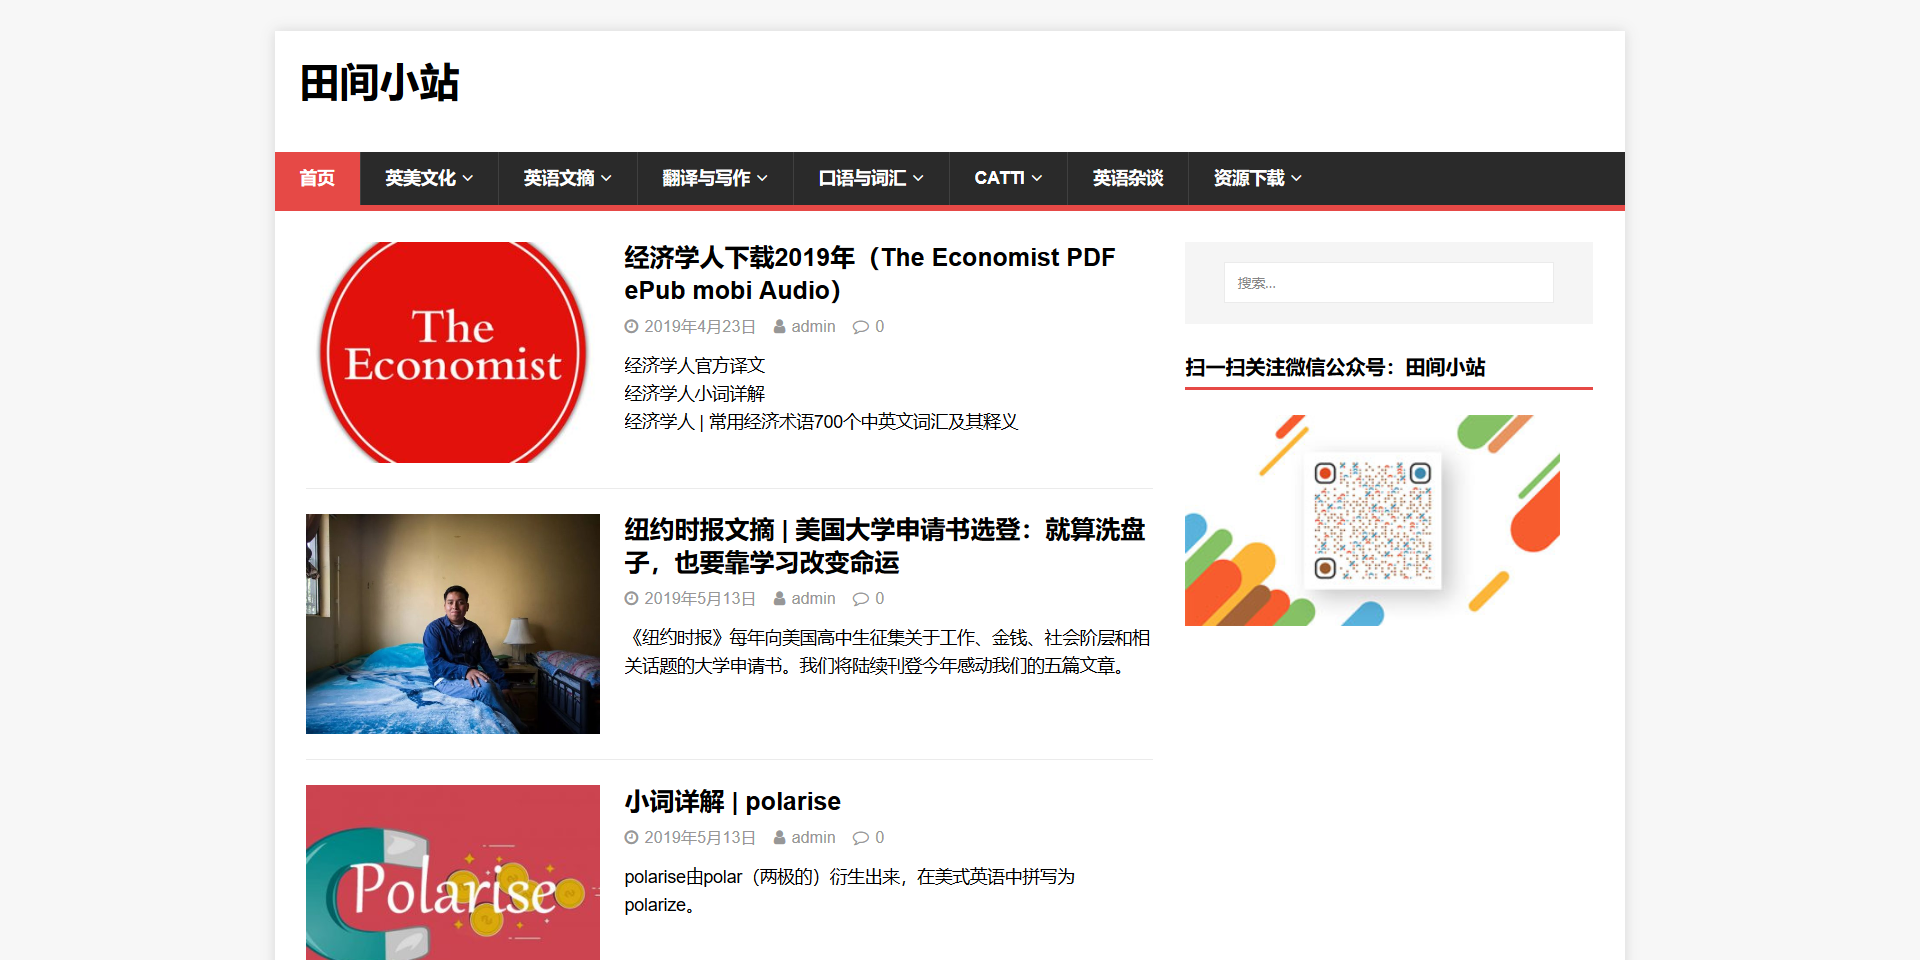 田间小站
首页 英美文化 英语文摘 翻译与写作 口语与词汇 CATTI 英语杂谈 资源下载
The
Economist
经济学人下载2019年（The Economist PDF
ePub mobi Audio）
2019年4月23日 admin 0
经济学人官方译文
经济学人小词详解
经济学人 | 常用经济术语700个中英文词汇及其释义
纽约时报文摘 | 美国大学申请书选登：就算洗盘
子，也要靠学习改变命运
2019年5月13日 admin 0
《纽约时报》每年向美国高中生征集关于工作、金钱、社会阶层和相
关话题的大学申请书。我们将陆续刊登今年感动我们的五篇文章。
Polarise
小词详解 | polarise
2019年5月13日 admin 0
polarise由polar（两极的）衍生出来，在美式英语中拼写为
polarize。
搜索...
扫一扫关注微信公众号：田间小站